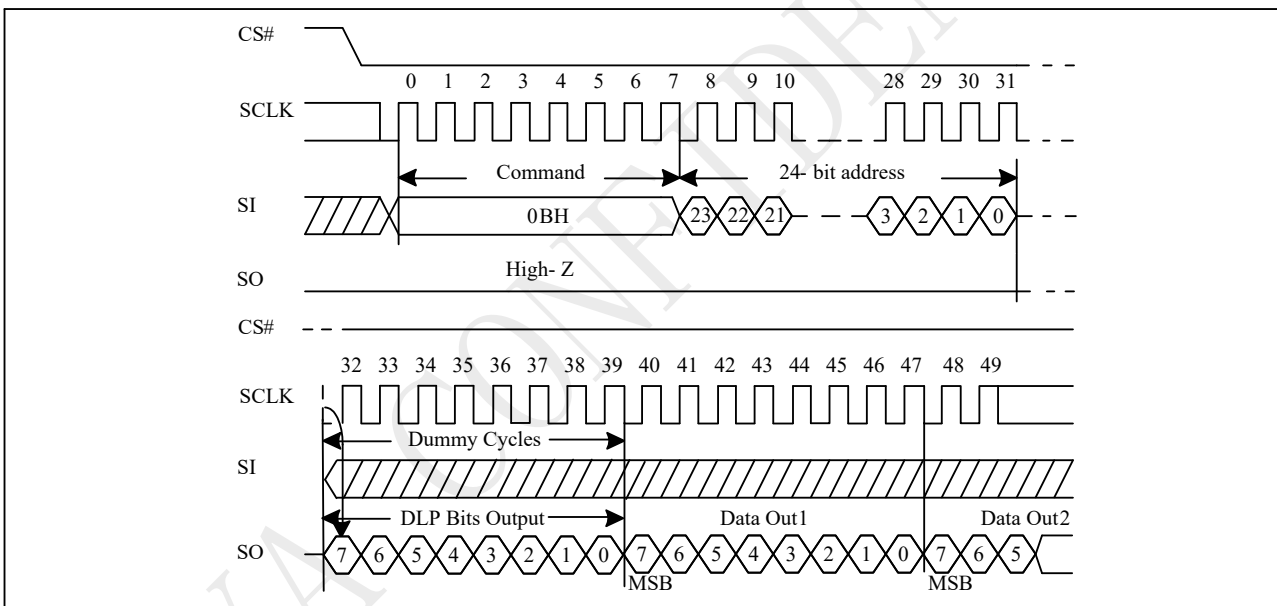 CS#
0 1 2 3 4 5 6 7 8 9 10 28 29 30 31
SCLK
Command 24- bit address
SI 0BH 23 22 21 3 2 1 0
High- Z
SO
CS#
32 33 34 35 36 37 38 39 40 41 42 43 44 45 46 47 48 49
SCLK
Dummy Cycles
SI
DLP Bits Output Data Out1 Data Out2
SO 7 6 5 4 3 2 1 0 7 6 5 4 3 2 1 0 7 6 5
MSB MSB